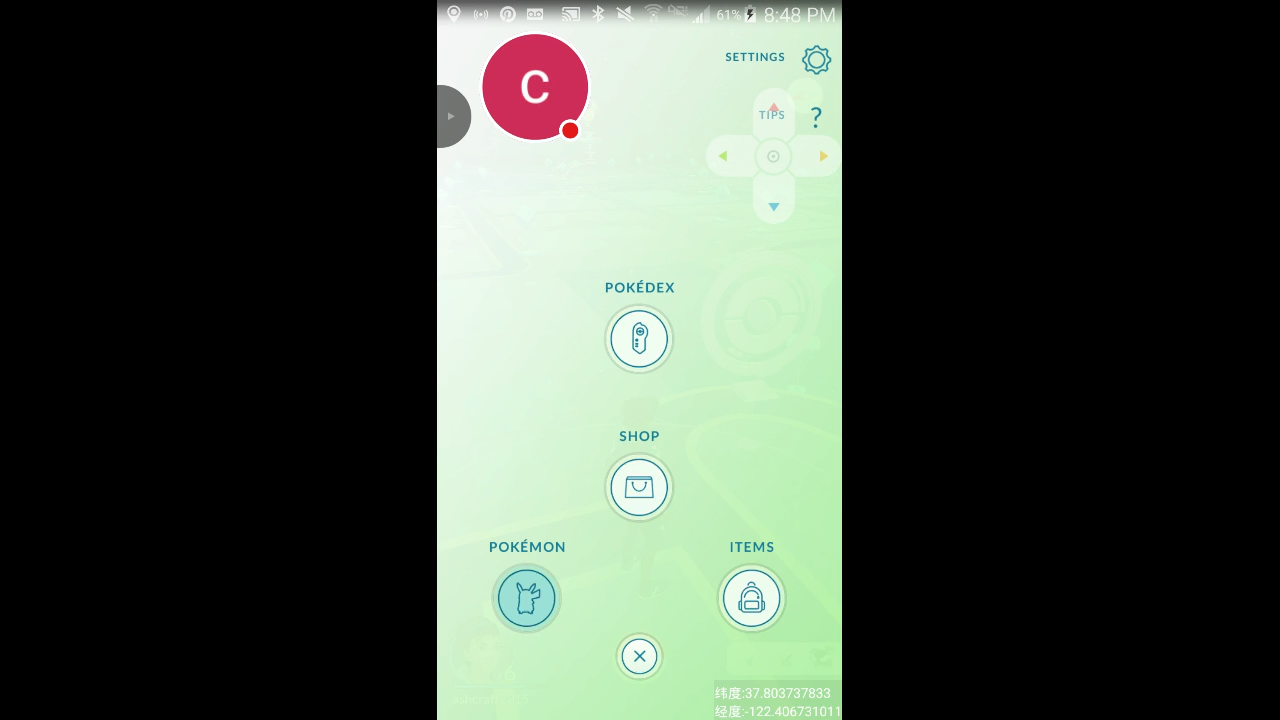 61% 8:48 PM
C
SETTINGS
TIPS
?
POKÉDEX
SHOP
POKÉMON
ITEMS
纬度:37.803737833
经度:-122.406731011